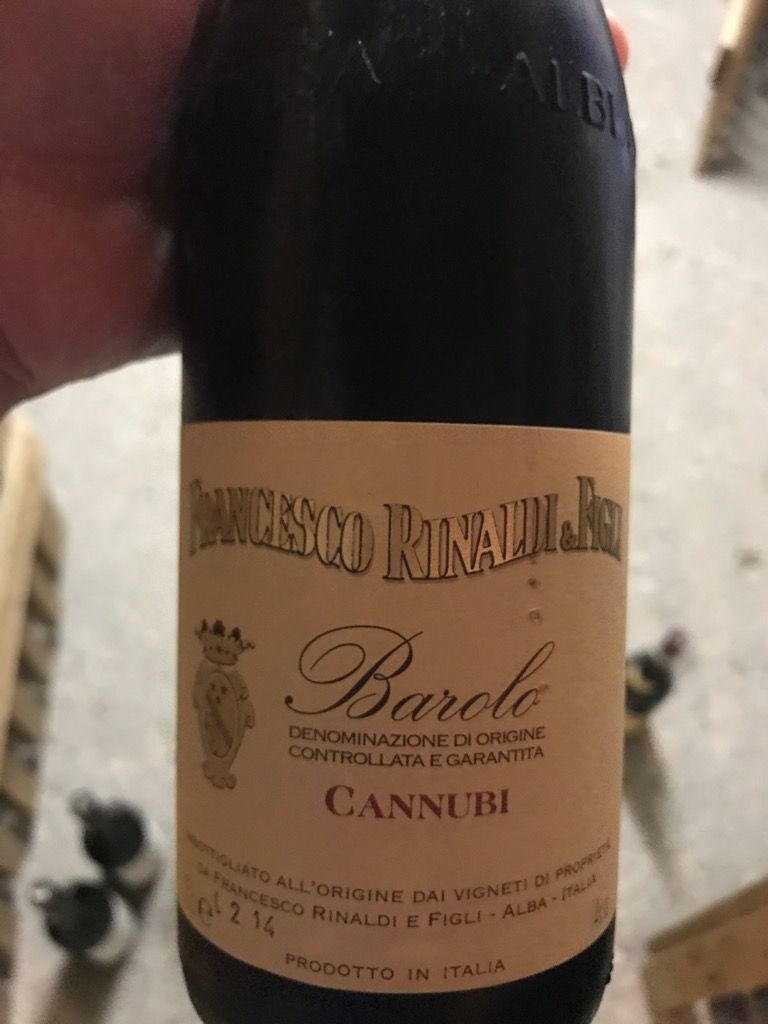 ALBE
FRANCESCO RINALDI & FIGLI
Barolo
DENOMINAZIONE DI ORIGINE
CONTROLLATA E GARANTITA
CANNUBI
IMBOTTIGLIATO ALL'ORIGINE DAI VIGNETI DI PROPRIETÀ
DA FRANCESCO RINALDI E FIGLI - ALBA - ITALIA
L 2 14
PRODOTTO IN ITALIA